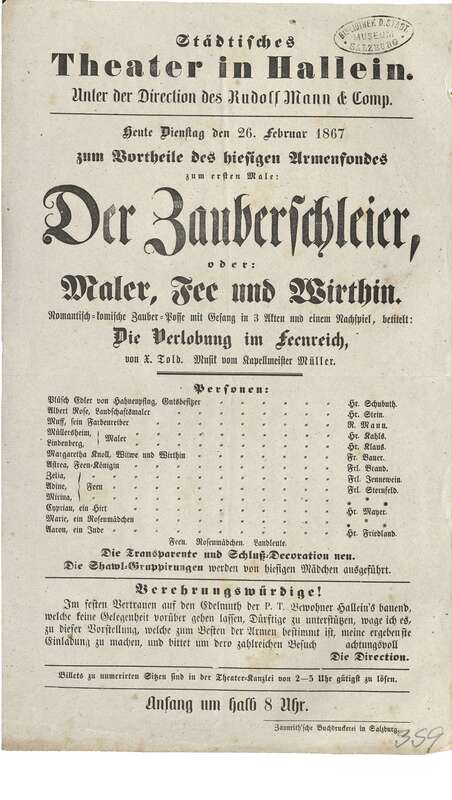 Städtisches
BIBLIOTHEK D. STÄDT.
MUSEUM
SALZBURG
Theater in Hallein.
Unter der Direction des Rudolf Mann & Comp.
Heute Dienstag den 26. Februar 1867
zum Vortheile des hiesigen Armenfondes
zum ersten Male:
Der Zauberschleier,
oder:
Maler, Fee und Wirthin.
Romantisch-komische Zauber-Posse mit Gesang in 3 Akten und einem Nachspiel, betitelt:
Die Verlobung im Feenreich,
von X. Told. Musik vom Kapellmeister Müller.
Personen:
Plüsch Edler von Hahnenpflug, Gutsbesitzer Hr. Schubuth.
Albert Rose, Landschaftsmaler Hr. Stein.
Muff, sein Farbenreiber R. Mann.
Müllersheim, } Maler Hr. Kahls.
Lindenberg, Hr. Klaus.
Margaretha Knoll, Witwe und Wirthin Fr. Bauer.
Astrea, Feen-Königin Frl. Brand.
Zelia, Frl. Jennewein.
Adine, } Feen Frl. Sternfeld.
Mirina, * *
Cyprian, ein Hirt Hr. Mayer.
Marie, ein Rosenmädchen * *
Aaron, ein Jude Hr. Friedland.
Feen. Rosenmädchen. Landleute.
Die Transparente und Schluß-Decoration neu.
Die Shawl-Gruppirungen werden von hiesigen Mädchen ausgeführt.
Verehrungswürdige!
Im festen Vertrauen auf den Edelmuth der P. T. Bewohner Hallein's bauend,
welche keine Gelegenheit vorüber gehen lassen, Dürftige zu unterstützen, wage ich es,
zu dieser Vorstellung, welche zum Besten der Armen bestimmt ist, meine ergebenste
Einladung zu machen, und bittet um dero zahlreichen Besuch achtungsvoll
Die Direction.
Billets zu numerirten Sitzen sind in der Theater-Kanzlei von 2—5 Uhr gütigst zu lösen.
Anfang um halb 8 Uhr.
Zaunrith'sche Buchdruckerei in Salzburg.
359